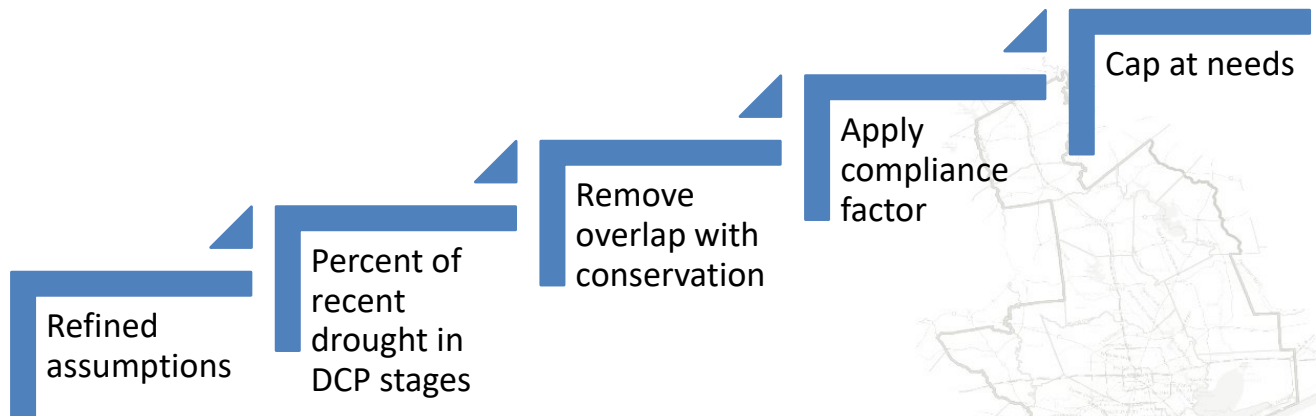 Refined
assumptions
Percent of
recent
drought in
DCP stages
Remove
overlap with
conservation
Apply
compliance
factor
Cap at needs